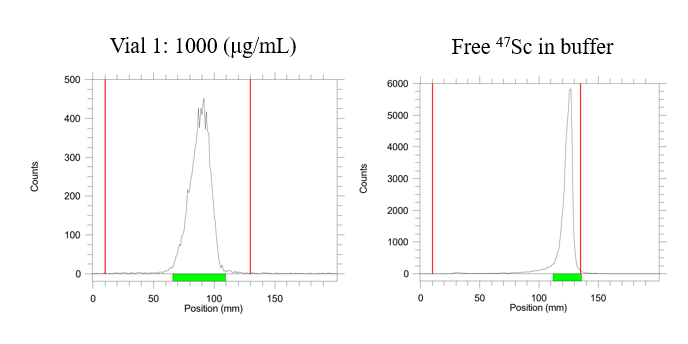 Vial 1: 1000 (μg/mL)
500
400
300
200
100
0
Counts
0 50 100 150
Position (mm)
Free ⁴⁷Sc in buffer
6000
5000
4000
3000
2000
1000
0
Counts
0 50 100 150
Position (mm)